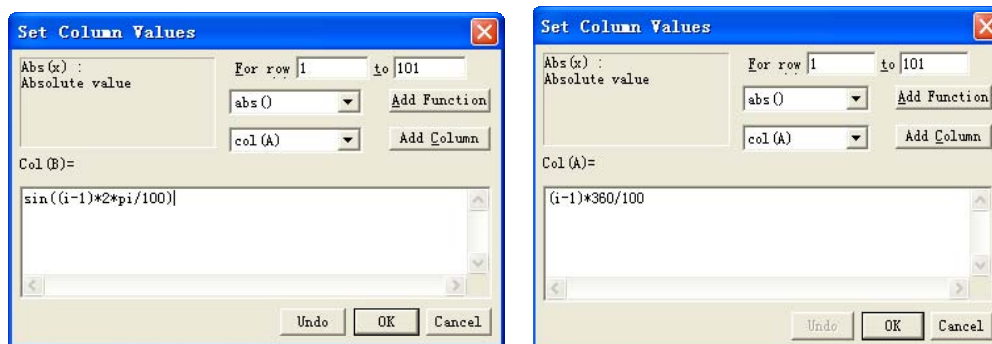 Set Column Values
Abs(x) :
Absolute value
For row 1 to 101
abs() Add Function
col(A) Add Column
Col(B)=
sin((i-1)*2*pi/100)
Undo OK Cancel
Set Column Values
Abs(x) :
Absolute value
For row 1 to 101
abs() Add Function
col(A) Add Column
Col(A)=
(i-1)*360/100
Undo OK Cancel